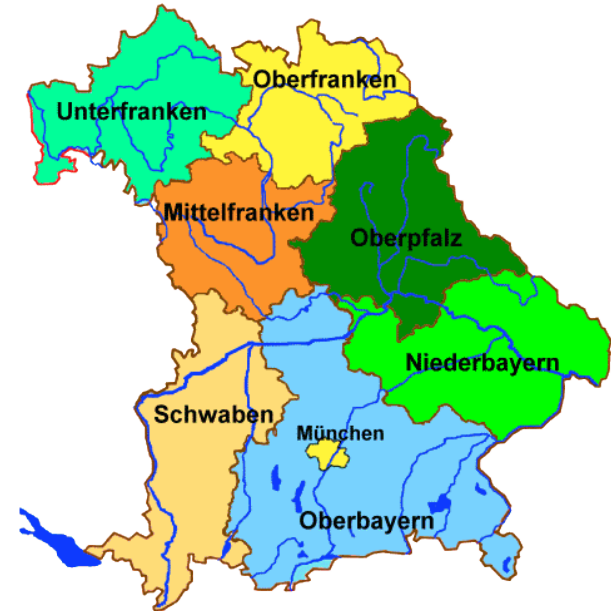 Oberfranken
Unterfranken
Mittelfranken
Oberpfalz
Niederbayern
Schwaben
München
Oberbayern